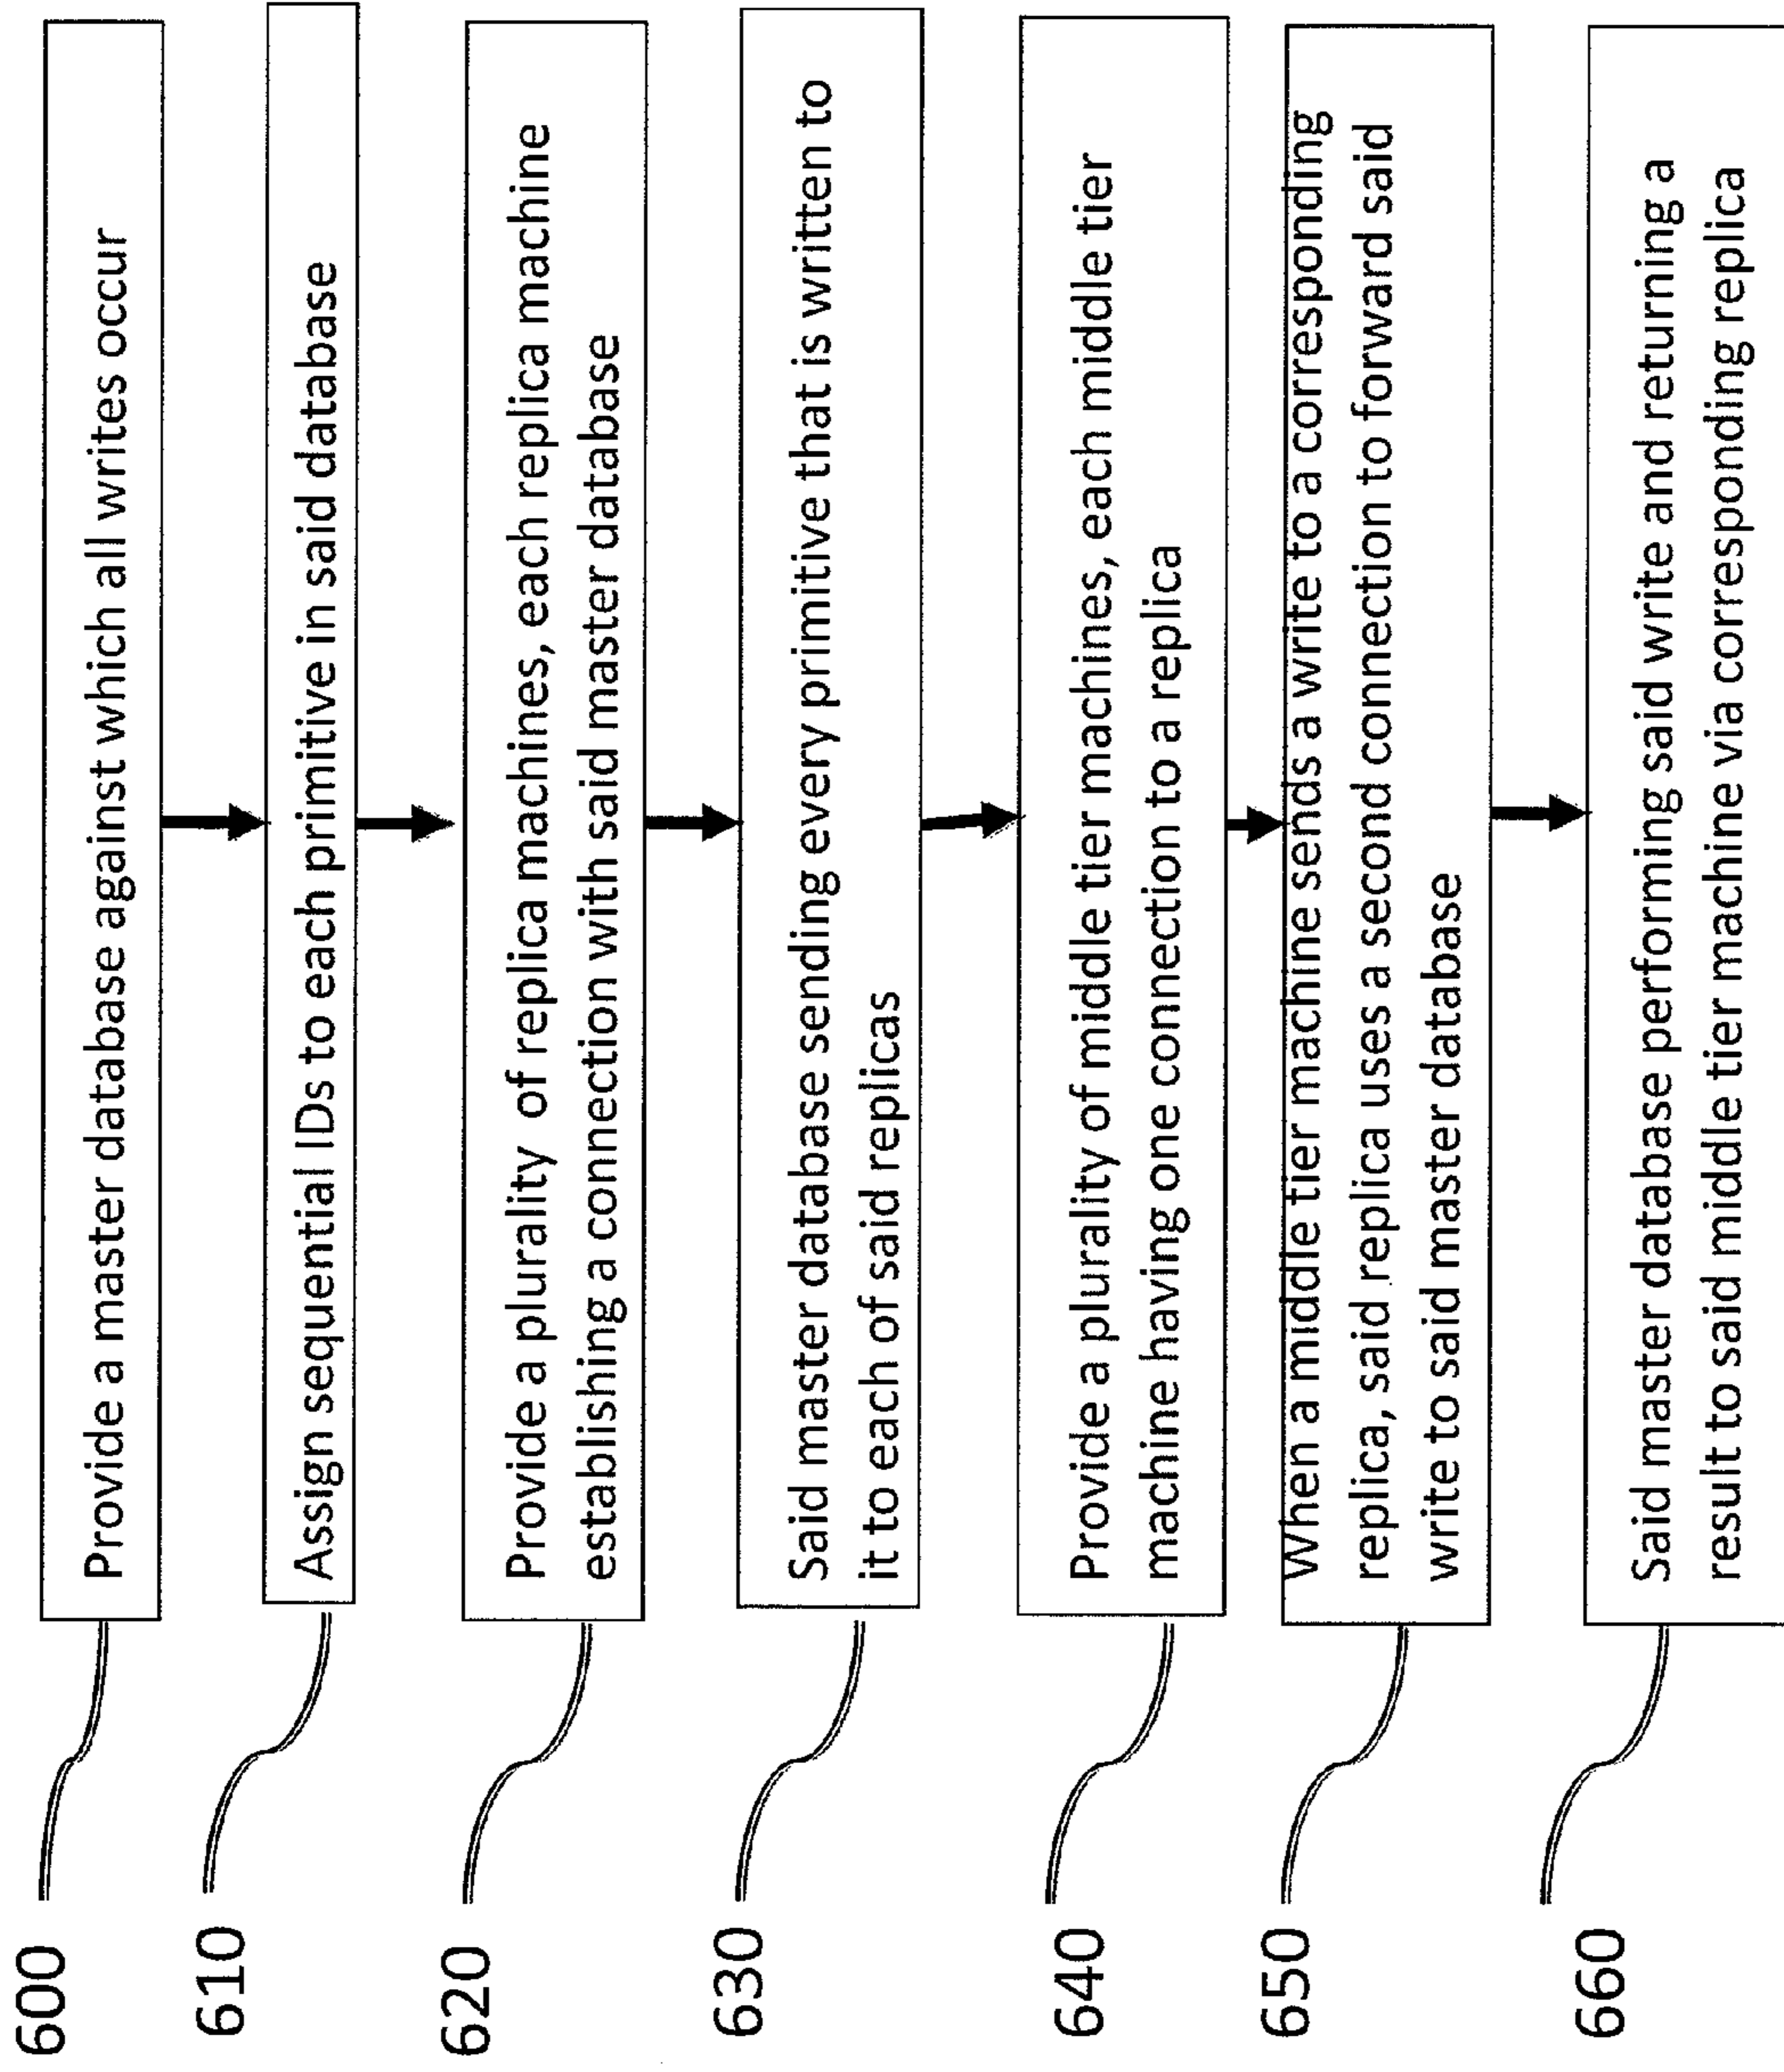 600
Provide a master database against which all writes occur
610
Assign sequential IDs to each primitive in said database
620
Provide a plurality of replica machines, each replica machine
establishing a connection with said master database
630
Said master database sending every primitive that is written to
it to each of said replicas
640
Provide a plurality of middle tier machines, each middle tier
machine having one connection to a replica
650
When a middle tier machine sends a write to a corresponding
replica, said replica uses a second connection to forward said
write to said master database
660
Said master database performing said write and returning a
result to said middle tier machine via corresponding replica